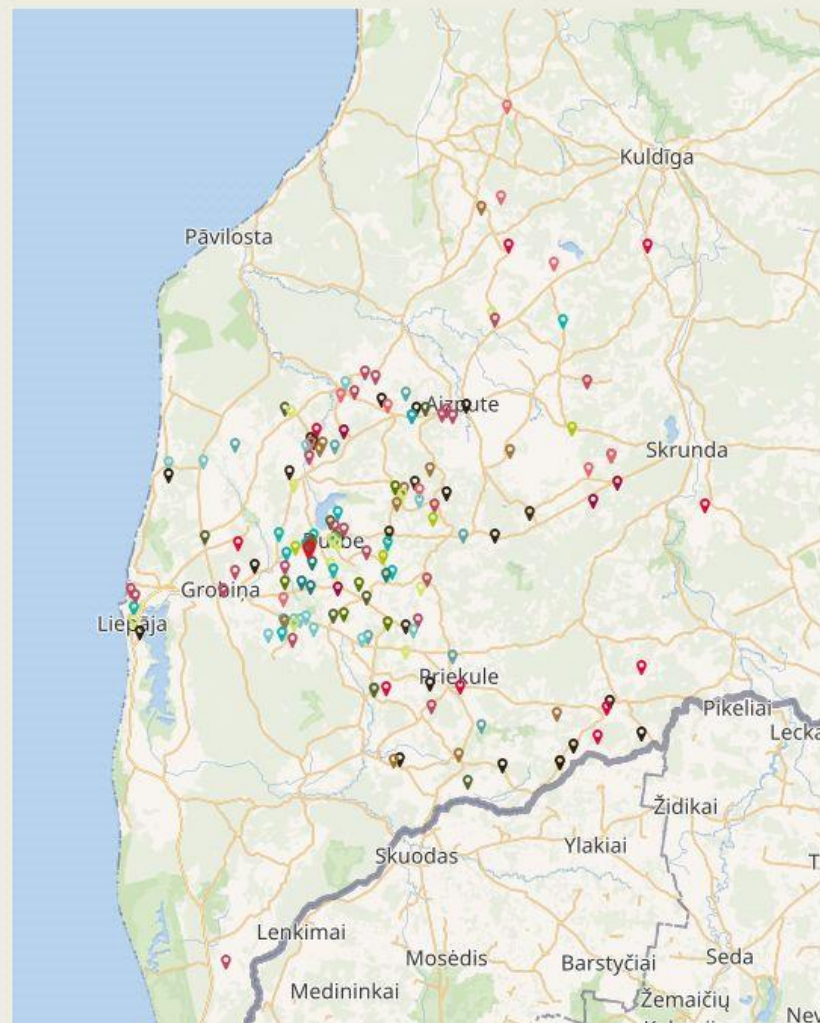 Kuldīga
Pāvilosta
Aizpute
Skrunda
Durbe
Grobiņa
Liepāja
Priekule
Pikeliai
Lecka
Židikai
Ylakiai
Skuodas
Lenkimai
Mosėdis
Barstyčiai
Seda
Medininkai
Žemaičių